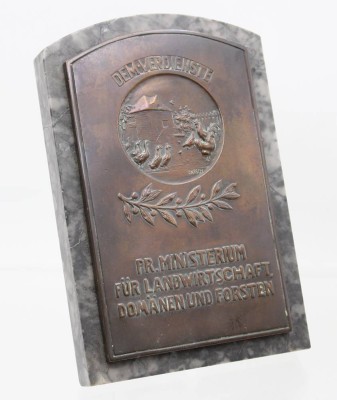 DEM VERDIENSTE
PR. MINISTERIUM
FÜR LANDWIRTSCHAFT,
DOMÄNEN UND FORSTEN